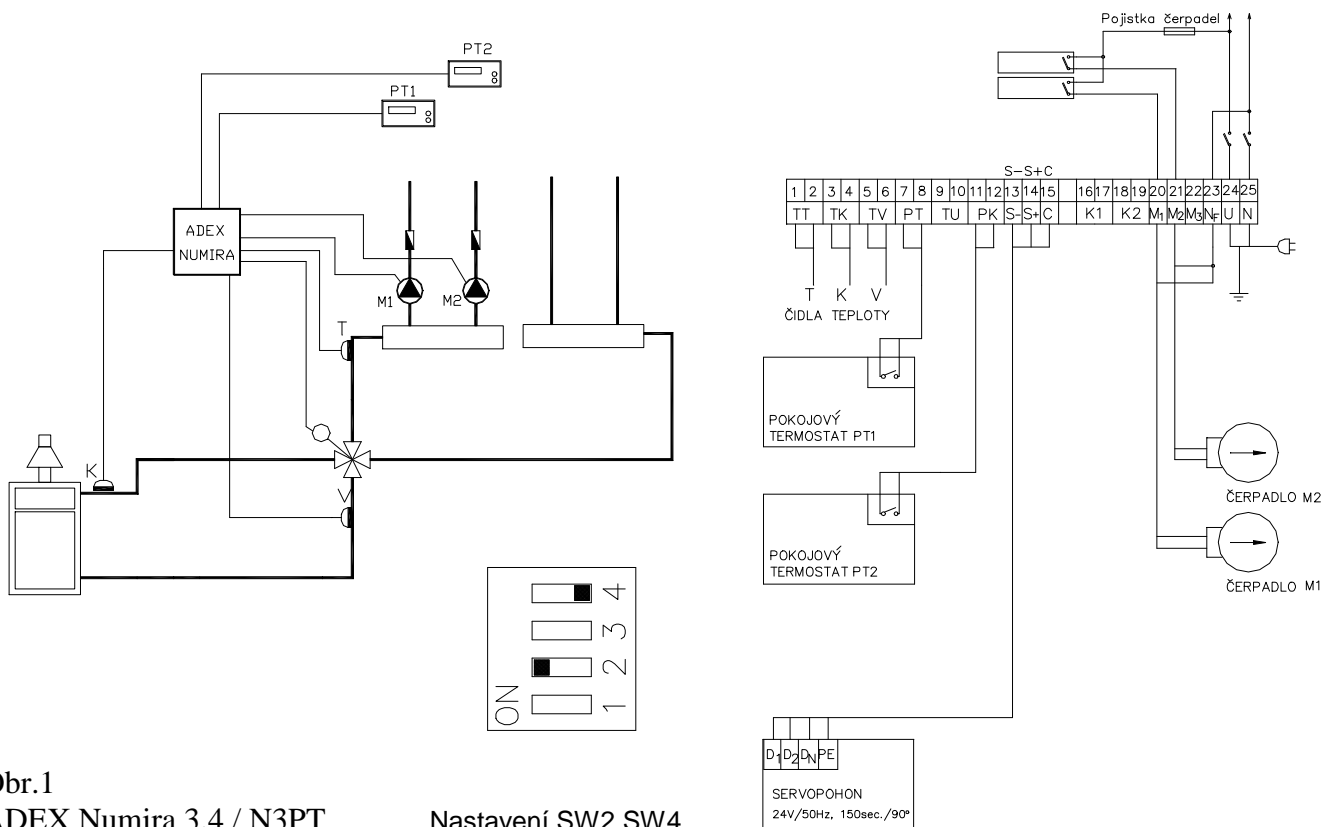 PT2
PT1
ADEX
NUMIRA
M1
M2
T
K
V
ON
1
2
3
4
Pojistka čerpadel
S-S+C
1 2 3 4 5 6 7 8 9 10 11 12 13 14 15 16 17 18 19 20 21 22 23 24 25
TT TK TV PT TU PK S- S+ C K1 K2 M1 M2 M3 NF U N
T K V
ČIDLA TEPLOTY
POKOJOVÝ
TERMOSTAT PT1
POKOJOVÝ
TERMOSTAT PT2
ČERPADLO M2
ČERPADLO M1
D1 D2 DN PE
SERVOPOHON
24V/50Hz, 150sec./90°
Obr.1
ADEX Numira 3.4 / N3PT
Nastavení SW2 SW4